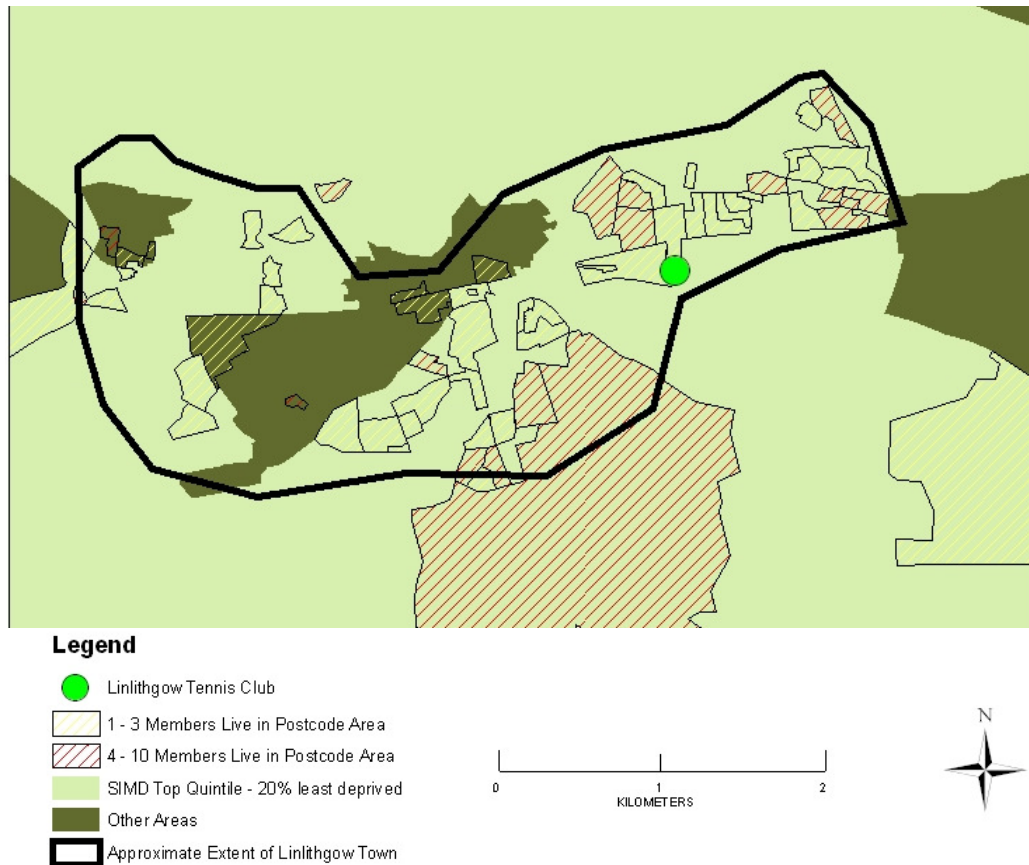 Legend
Linlithgow Tennis Club
1 - 3 Members Live in Postcode Area
4 - 10 Members Live in Postcode Area
SIMD Top Quintile - 20% least deprived
Other Areas
Approximate Extent of Linlithgow Town
0 1 2
KILOMETERS
N